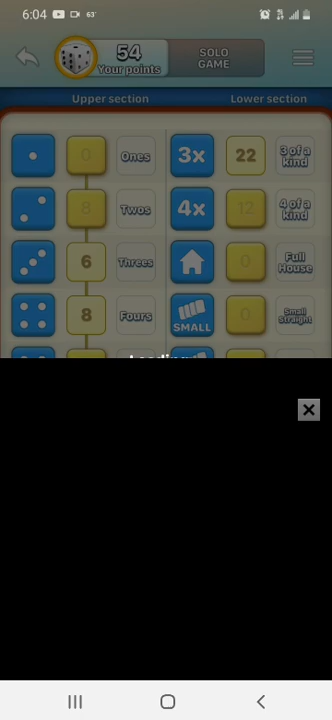 6:04 63°
54 SOLO
Your points GAME
Upper section Lower section
0 Ones 3x 22 3 of a kind
8 Twos 4x 12 4 of a kind
6 Threes 0 Full House
8 Fours SMALL 0 Small straight